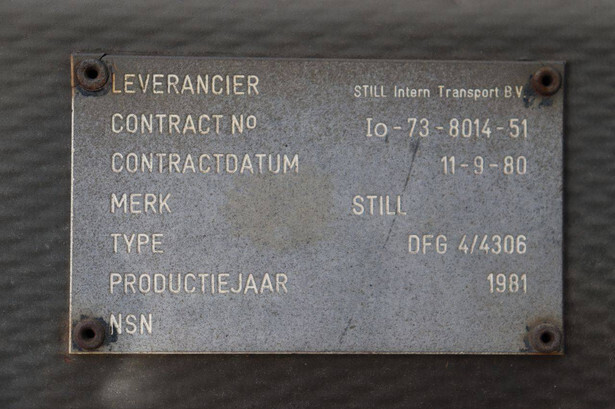 LEVERANCIER STILL Intern Transport B.V.
CONTRACT Nº Io-73-8014-51
CONTRACTDATUM 11-9-80
MERK STILL
TYPE DFG 4/4306
PRODUCTIEJAAR 1981
NSN